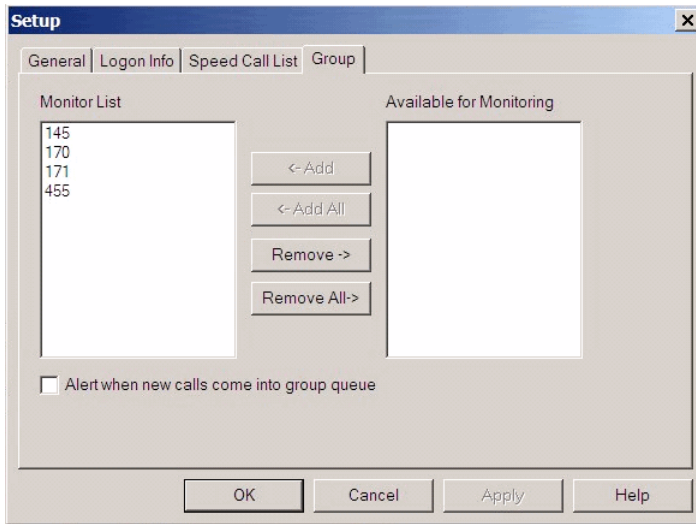 Setup
General
Logon Info
Speed Call List
Group
Monitor List
Available for Monitoring
145
170
171
455
<- Add
<- Add All
Remove ->
Remove All->
Alert when new calls come into group queue
OK
Cancel
Apply
Help